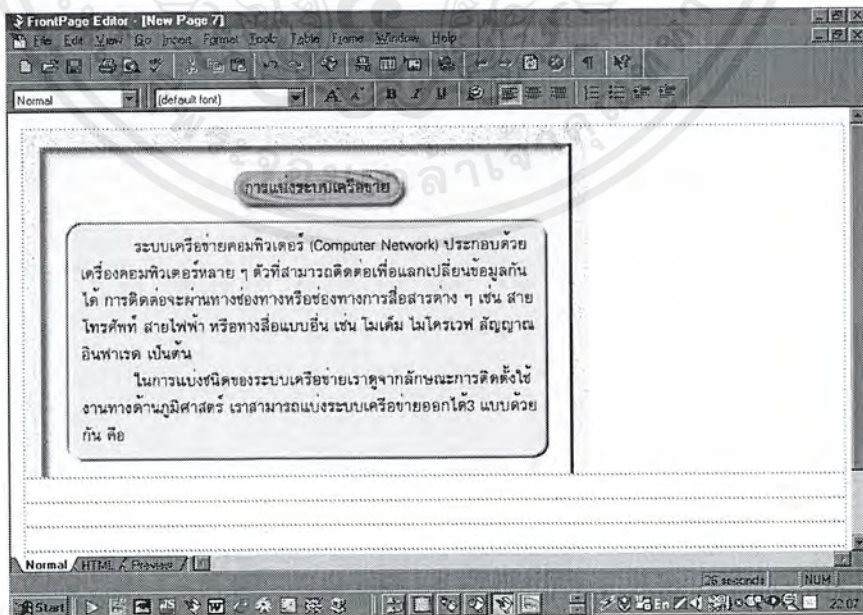 FrontPage Editor - [New Page 7]
File Edit View Go Insert Format Tools Table Frame Window Help
Normal (default font)
การแบ่งระบบเครือข่าย
ระบบเครือข่ายคอมพิวเตอร์ (Computer Network) ประกอบด้วย
เครื่องคอมพิวเตอร์หลาย ๆ ตัวที่สามารถติดต่อเพื่อแลกเปลี่ยนข้อมูลกัน
ได้ การติดต่อจะผ่านทางช่องทางหรือช่องทางการสื่อสารต่าง ๆ เช่น สาย
โทรศัพท์ สายไฟฟ้า หรือทางสื่อแบบอื่น เช่น โมเด็ม ไมโครเวฟ สัญญาณ
อินฟาเรด เป็นต้น
ในการแบ่งชนิดของระบบเครือข่ายเราดูจากลักษณะการติดตั้งใช้
งานทางด้านภูมิศาสตร์ เราสามารถแบ่งระบบเครือข่ายออกได้3 แบบด้วย
กัน คือ
Normal HTML Preview
26 seconds NUM
Start En 22:07